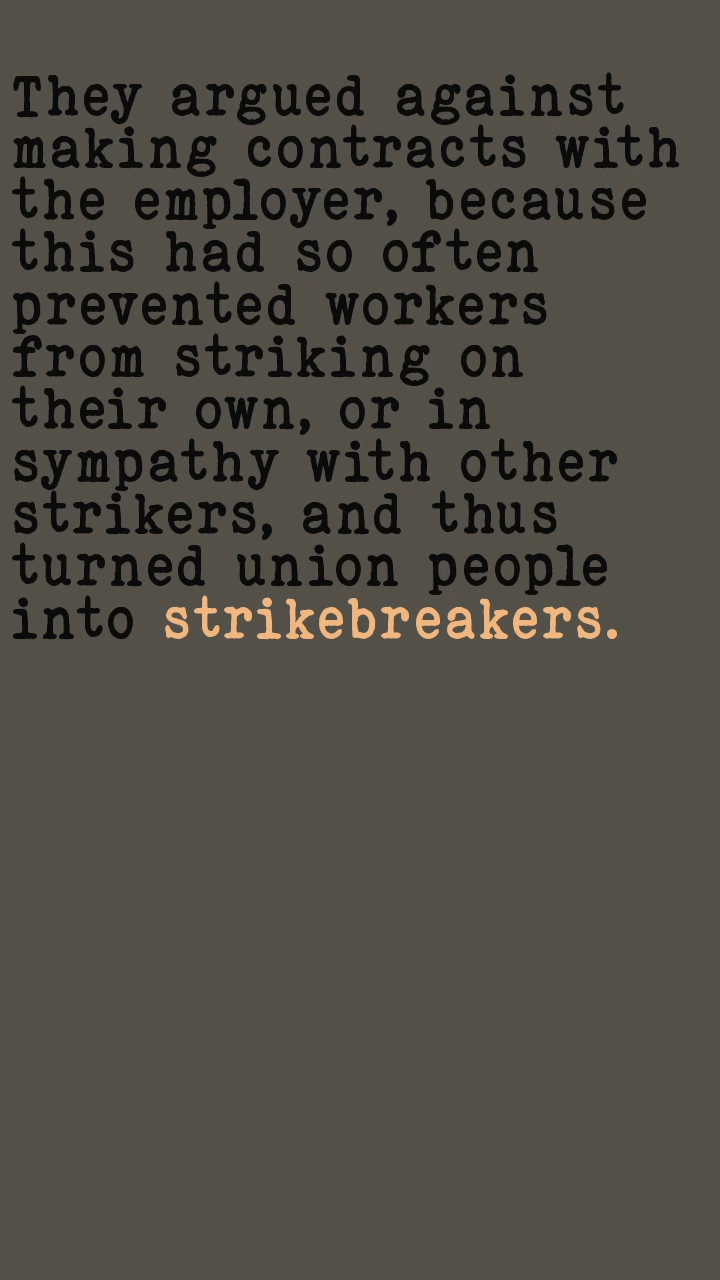 They argued against
making contracts with
the employer, because
this had so often
prevented workers
from striking on
their own, or in
sympathy with other
strikers, and thus
turned union people
into strikebreakers.